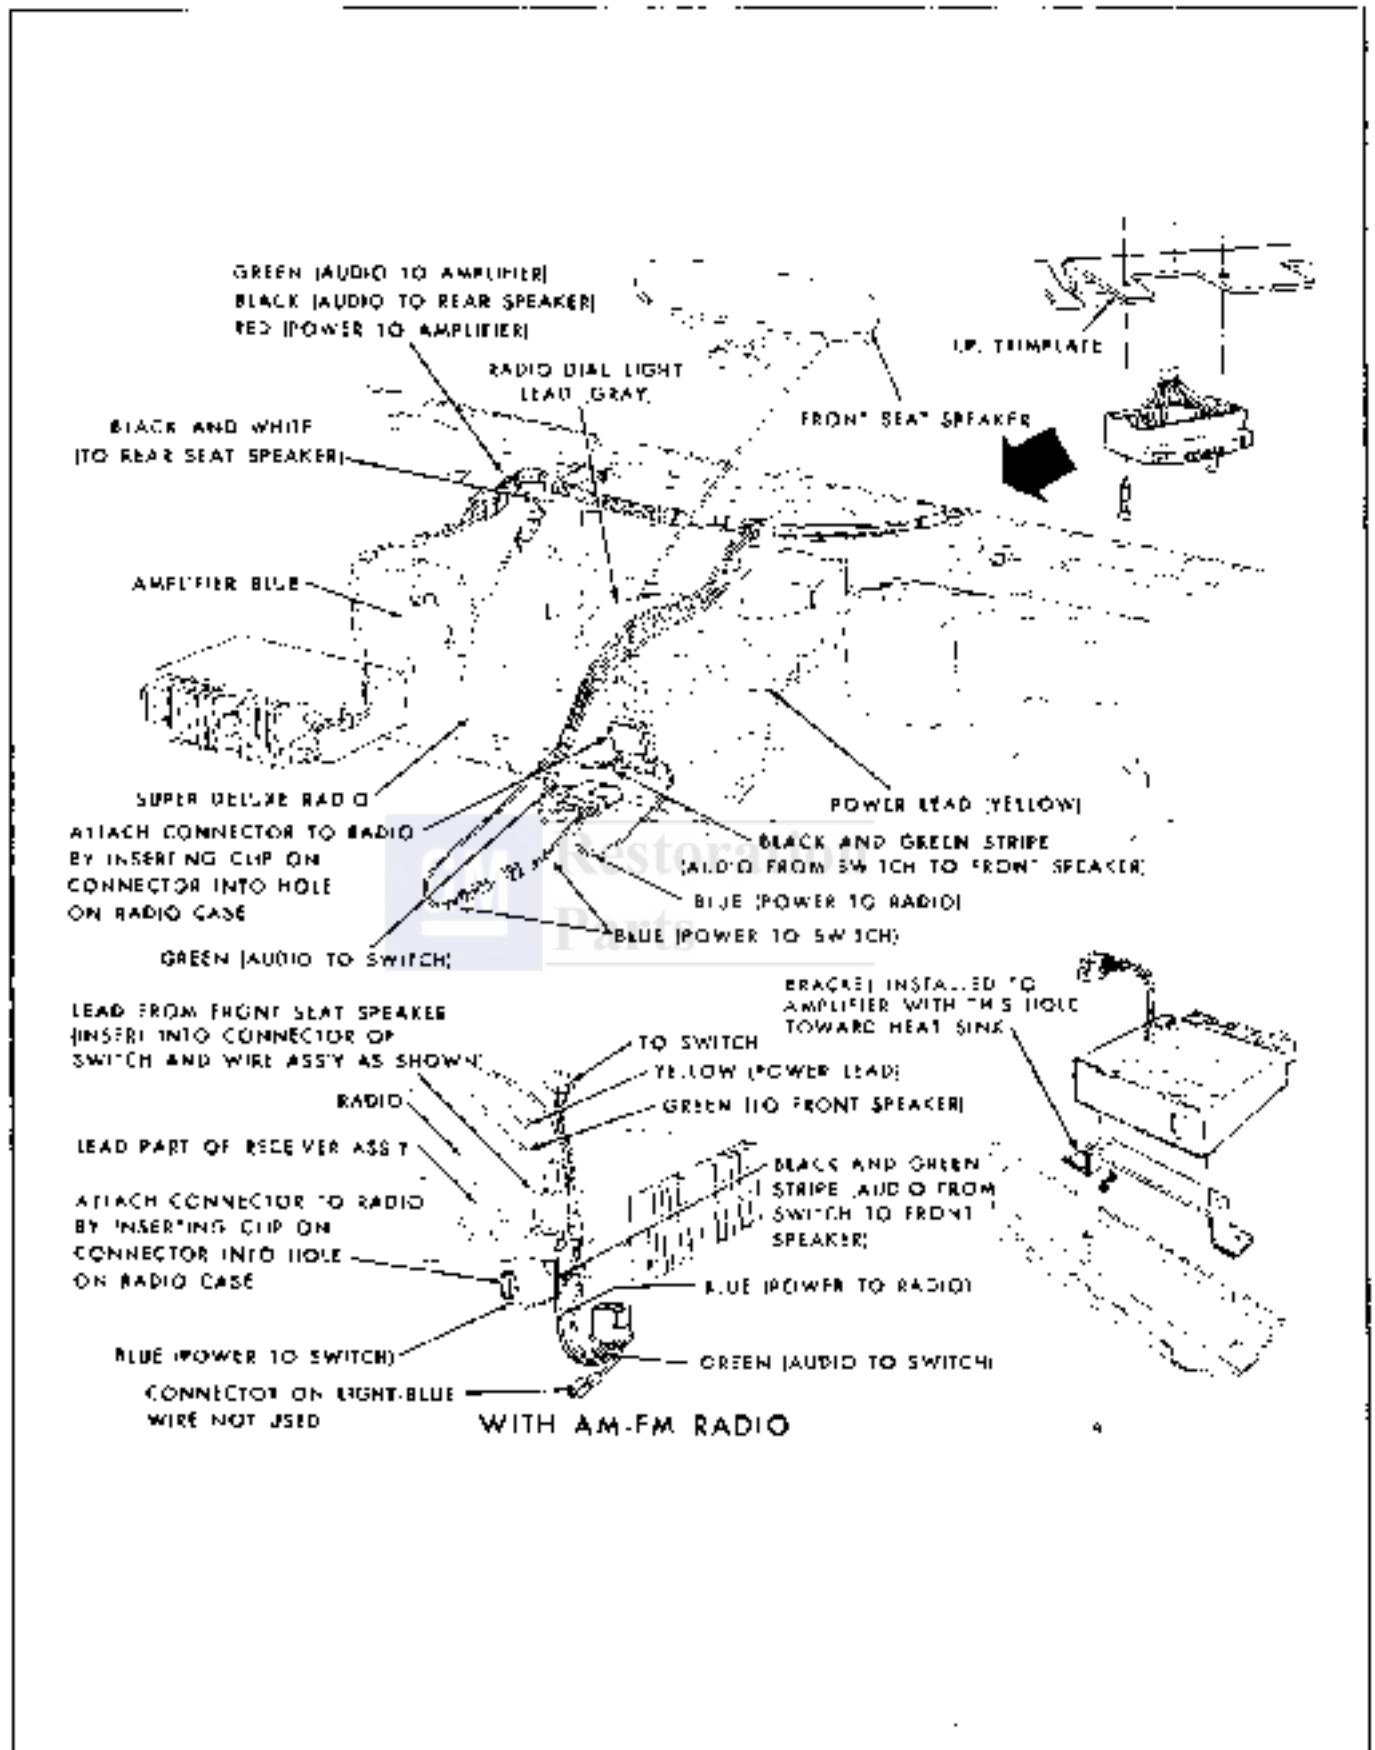 GREEN (AUDIO TO AMPLIFIER)
BLACK (AUDIO TO REAR SPEAKER)
RED (POWER TO AMPLIFIER)
RADIO DIAL LIGHT
LEAD (GRAY)
BLACK AND WHITE
(TO REAR SEAT SPEAKER)
I.P. TRIMPLATE
FRONT SEAT SPEAKER
AMPLIFIER BLUE
SUPER DELUXE RADIO
ATTACH CONNECTOR TO RADIO
BY INSERTING CLIP ON
CONNECTOR INTO HOLE
ON RADIO CASE
GREEN (AUDIO TO SWITCH)
POWER LEAD (YELLOW)
BLACK AND GREEN STRIPE
(AUDIO FROM SWITCH TO FRONT SPEAKER)
BLUE (POWER TO RADIO)
BLUE (POWER TO SWITCH)
GM Restoration
Parts
LEAD FROM FRONT SEAT SPEAKER
(INSERT INTO CONNECTOR OF
SWITCH AND WIRE ASS'Y AS SHOWN)
RADIO
LEAD PART OF RECEIVER ASS'Y
ATTACH CONNECTOR TO RADIO
BY INSERTING CLIP ON
CONNECTOR INTO HOLE
ON RADIO CASE
BLUE (POWER TO SWITCH)
CONNECTOR ON LIGHT-BLUE
WIRE NOT USED
TO SWITCH
YELLOW (POWER LEAD)
GREEN (TO FRONT SPEAKER)
BLACK AND GREEN
STRIPE (AUDIO FROM
SWITCH TO FRONT
SPEAKER)
BLUE (POWER TO RADIO)
GREEN (AUDIO TO SWITCH)
BRACKET INSTALLED TO
AMPLIFIER WITH THIS HOLE
TOWARD HEAT SINK
WITH AM-FM RADIO